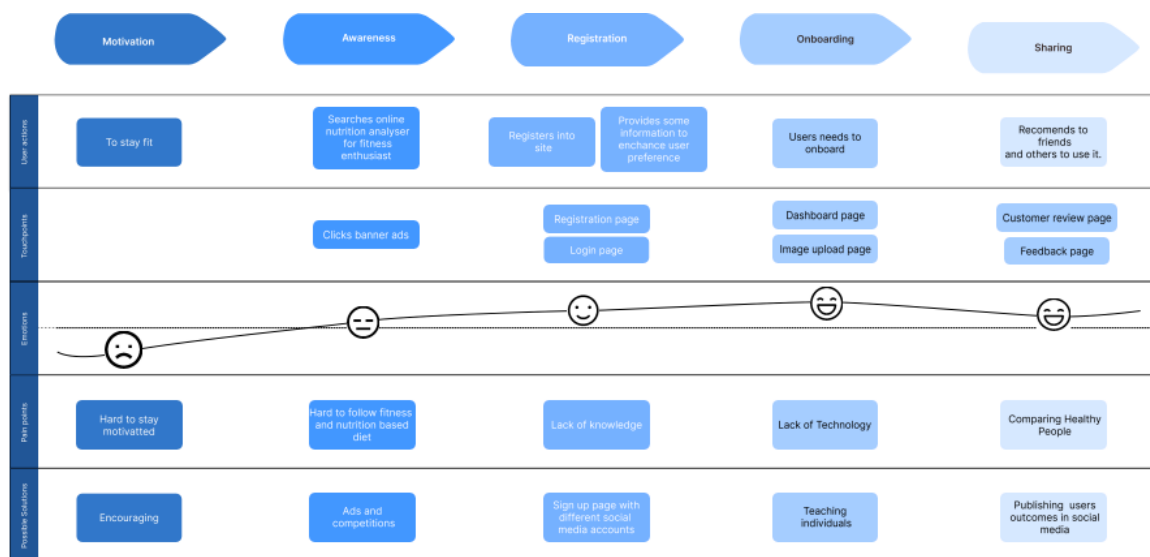 Motivation
Awareness
Registration
Onboarding
Sharing
User actions
To stay fit
Searches online
nutrition analyser
for fitness
enthusiast
Registers into
site
Provides some
information to
enchance user
preference
Users needs to
onboard
Recomends to
friends
and others to use it.
Touchpoints
Clicks banner ads
Registration page
Login page
Dashboard page
Image upload page
Customer review page
Feedback page
Emotions
Pain points
Hard to stay
motivatted
Hard to follow fitness
and nutrition based
diet
Lack of knowledge
Lack of Technology
Comparing Healthy
People
Possible Solutions
Encouraging
Ads and
competitions
Sign up page with
different social
media accounts
Teaching
individuals
Publishing users
outcomes in social
media